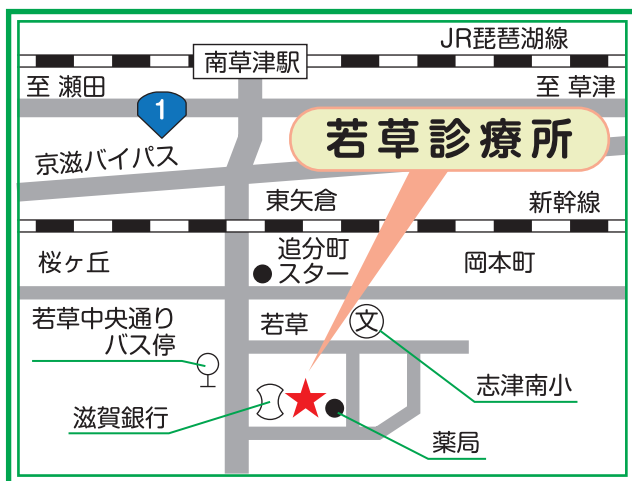 JR琵琶湖線
南草津駅
至 瀬田
至 草津
1
若草診療所
京滋バイパス
東矢倉
新幹線
桜ヶ丘
追分町
スター
岡本町
若草中央通り
バス停
若草
文
志津南小
滋賀銀行
薬局